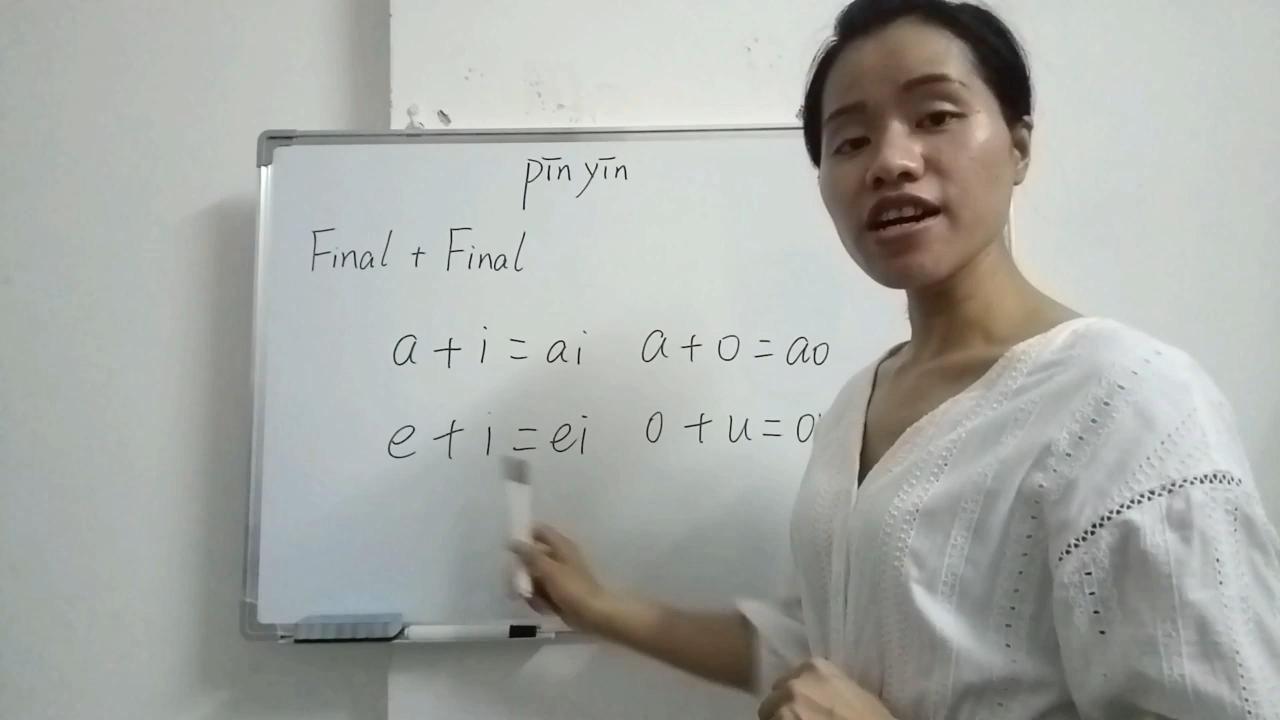 pīn yīn
Final + Final
a + i = ai a + o = ao
e + i = ei o + u = o